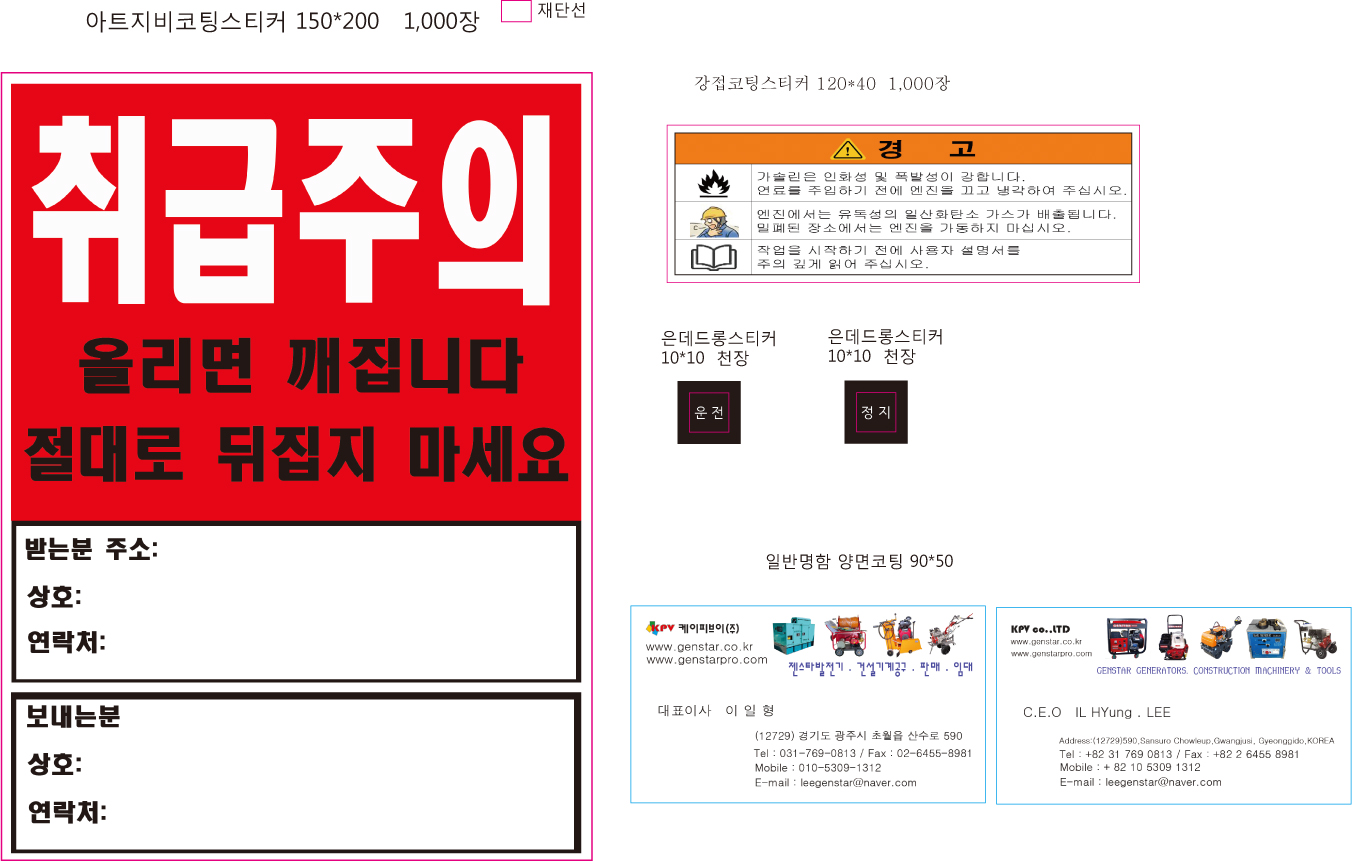 아트지비코팅스티커 150*200 1,000장
재단선
취급주의
올리면 깨집니다
절대로 뒤집지 마세요
받는분 주소:
상호:
연락처:
보내는분
상호:
연락처:
강접코팅스티커 120*40 1,000장
경 고
가솔린은 인화성 및 폭발성이 강합니다.
연료를 주입하기 전에 엔진을 끄고 냉각하여 주십시오.
엔진에서는 유독성의 일산화탄소 가스가 배출됩니다.
밀폐된 장소에서는 엔진을 가동하지 마십시오.
작업을 시작하기 전에 사용자 설명서를
주의 깊게 읽어 주십시오.
은데드롱스티커
10*10 천장
운 전
은데드롱스티커
10*10 천장
정 지
일반명함 양면코팅 90*50
KPV 케이피브이(주)
www.genstar.co.kr
www.genstarpro.com
젠스타발전기 . 건설기계공구 . 판매 . 임대
대표이사 이 일 형
(12729) 경기도 광주시 초월읍 산수로 590
Tel : 031-769-0813 / Fax : 02-6455-8981
Mobile : 010-5309-1312
E-mail : leegenstar@naver.com
KPV co.,LTD
www.genstar.co.kr
www.genstarpro.com
GENSTAR GENERATORS. CONSTRUCTION MACHINERY & TOOLS
C.E.O IL HYung . LEE
Address:(12729)590,Sansuro Chowleup,Gwangjusi, Gyeonggido,KOREA
Tel : +82 31 769 0813 / Fax : +82 2 6455 8981
Mobile : + 82 10 5309 1312
E-mail : leegenstar@naver.com